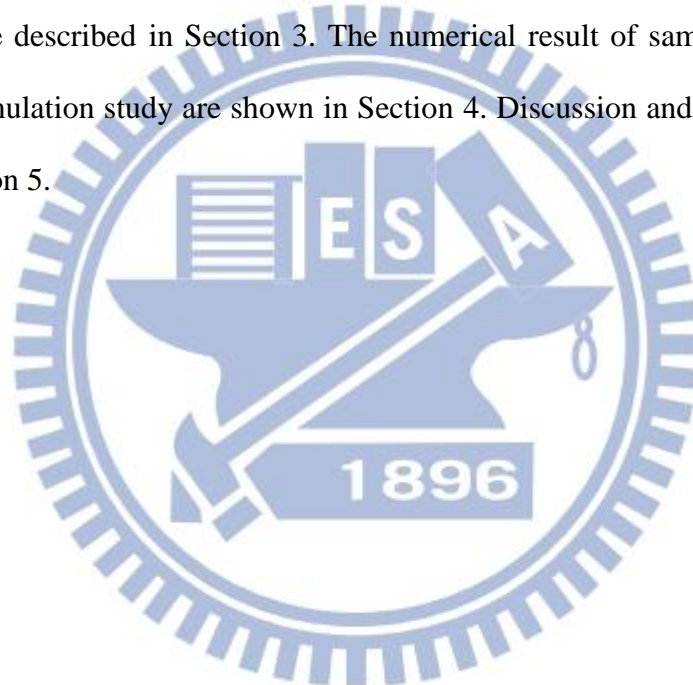 e described in Section 3. The numerical result of sam
nulation study are shown in Section 4. Discussion and
on 5.
E S A
1896